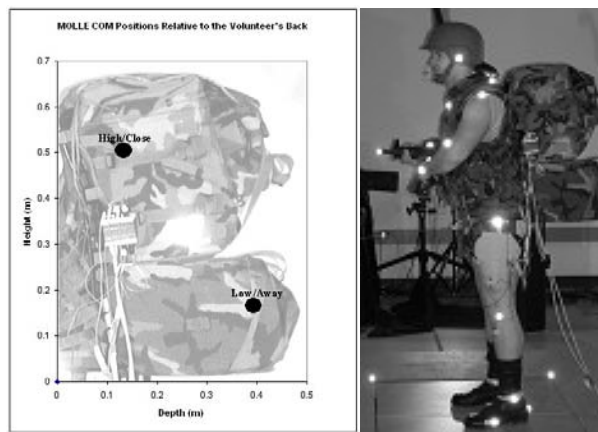 MOLLE COM Positions Relative to the Volunteer's Back
0.7
0.6
High/Close
0.5
Height (m)
0.4
0.3
0.2
Low/Away
0.1
0
0 0.1 0.2 0.3 0.4 0.5
Depth (m)